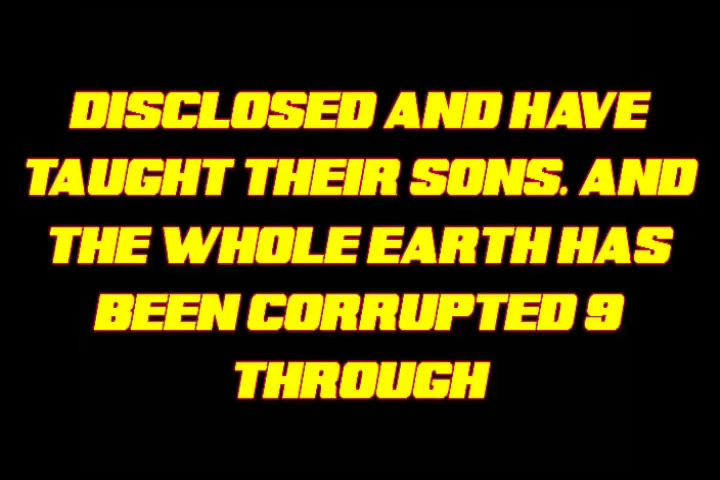 DISCLOSED AND HAVE
TAUGHT THEIR SONS. AND
THE WHOLE EARTH HAS
BEEN CORRUPTED 9
THROUGH